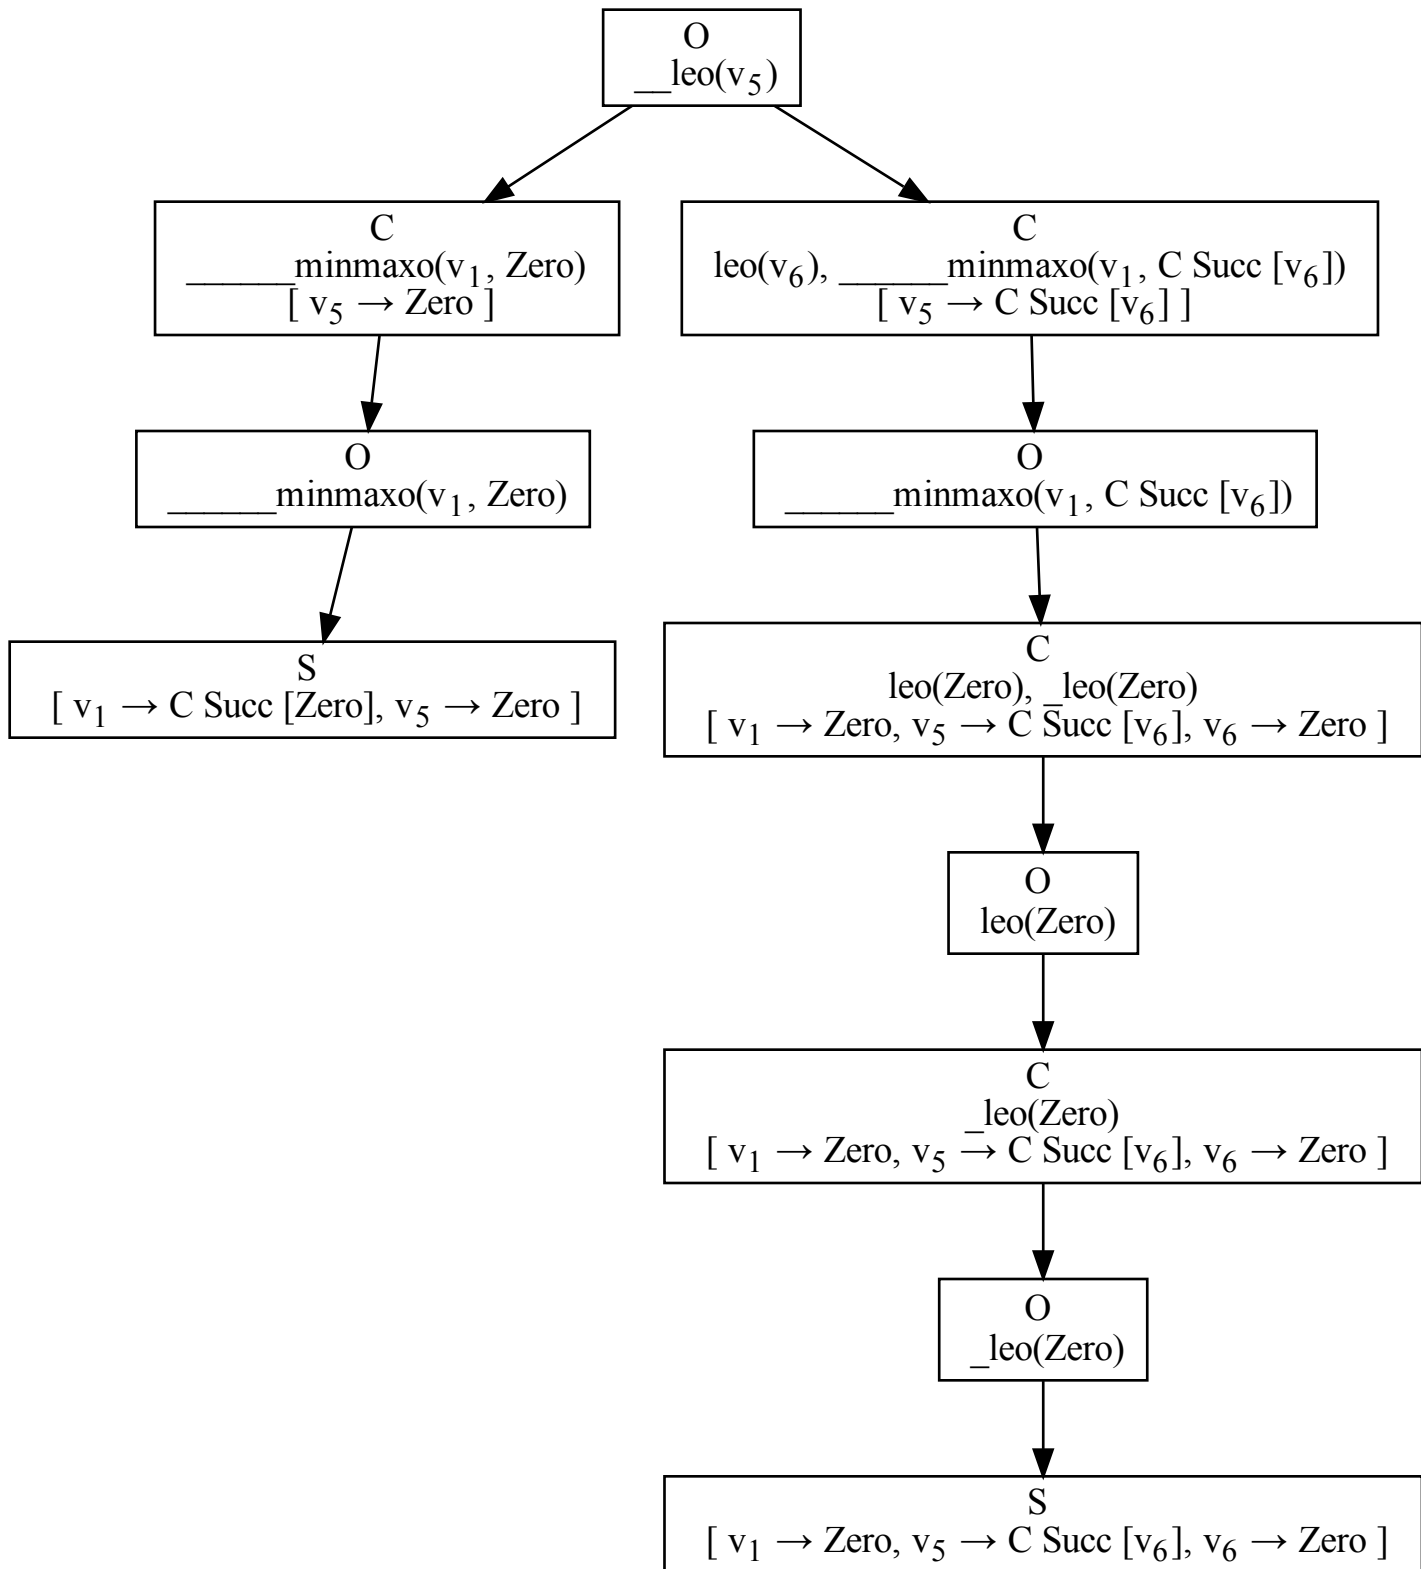 O
__leo(v₅)
C
______minmaxo(v₁, Zero)
[ v₅ → Zero ]
C
leo(v₆), ______minmaxo(v₁, C Succ [v₆])
[ v₅ → C Succ [v₆] ]
O
______minmaxo(v₁, Zero)
O
______minmaxo(v₁, C Succ [v₆])
S
[ v₁ → C Succ [Zero], v₅ → Zero ]
C
leo(Zero), _leo(Zero)
[ v₁ → Zero, v₅ → C Succ [v₆], v₆ → Zero ]
O
leo(Zero)
C
_leo(Zero)
[ v₁ → Zero, v₅ → C Succ [v₆], v₆ → Zero ]
O
_leo(Zero)
S
[ v₁ → Zero, v₅ → C Succ [v₆], v₆ → Zero ]